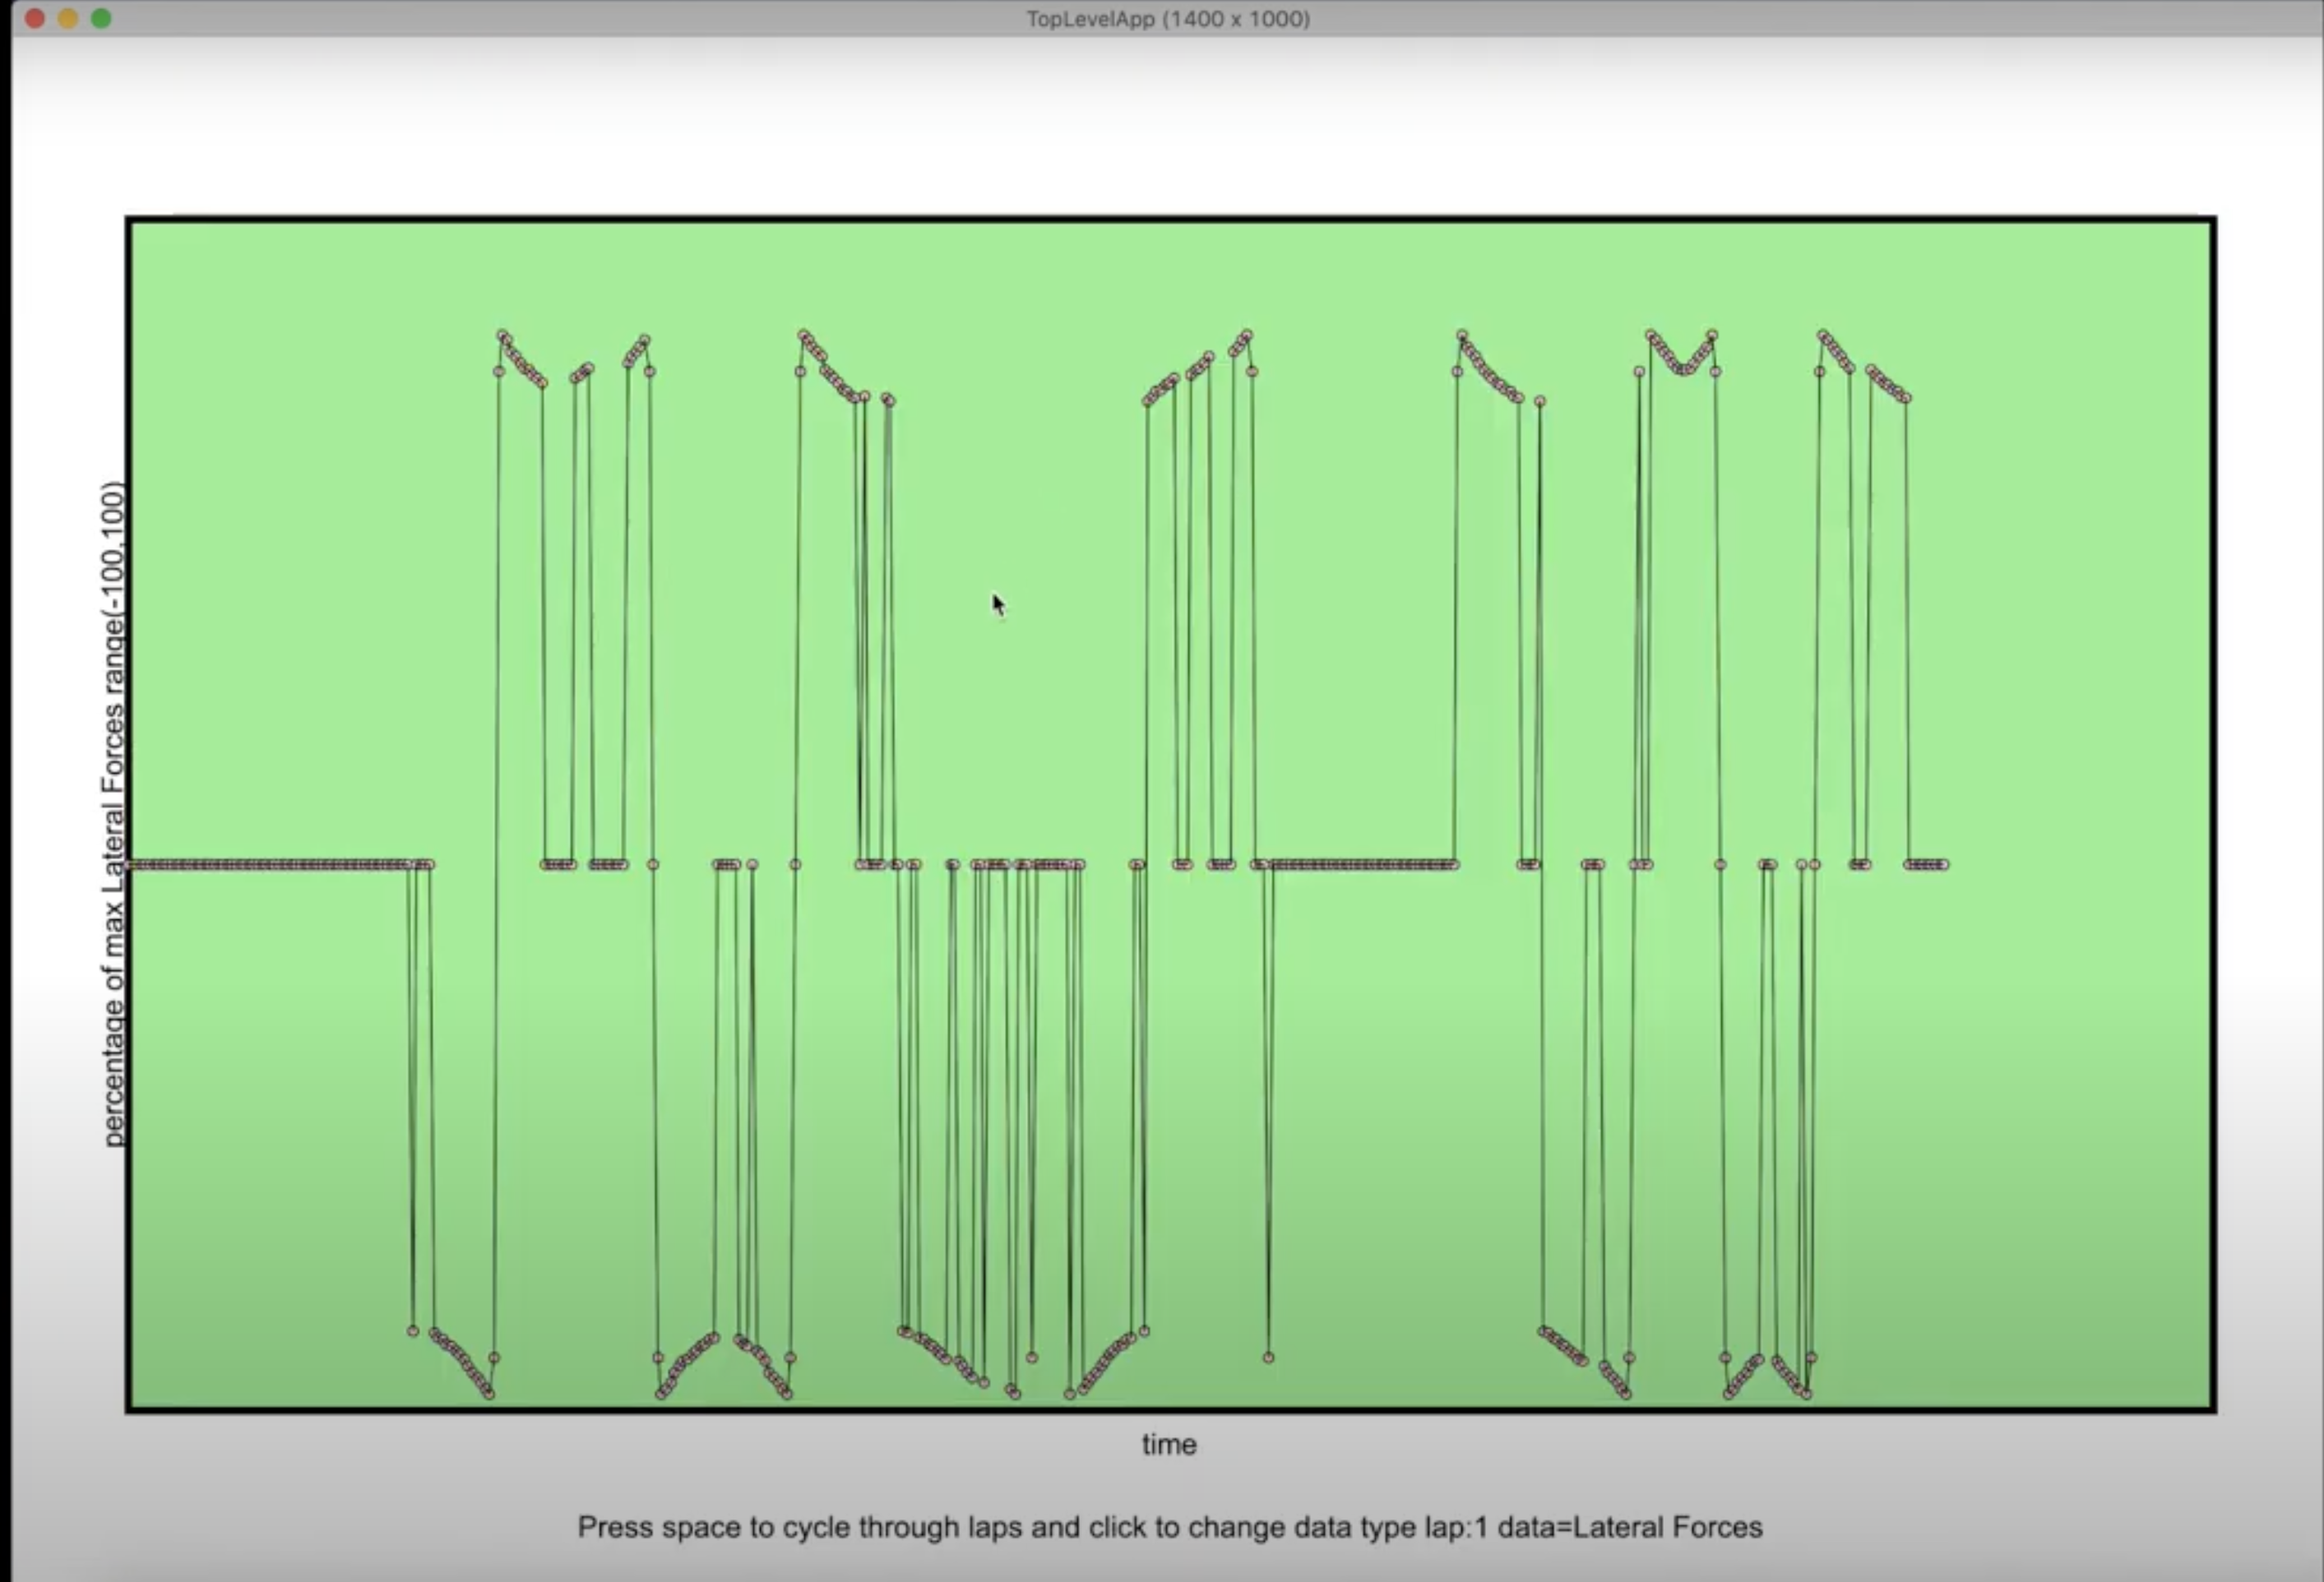 TopLevelApp (1400 x 1000)
percentage of max Lateral Forces range(-100,100)
time
Press space to cycle through laps and click to change data type lap:1 data=Lateral Forces